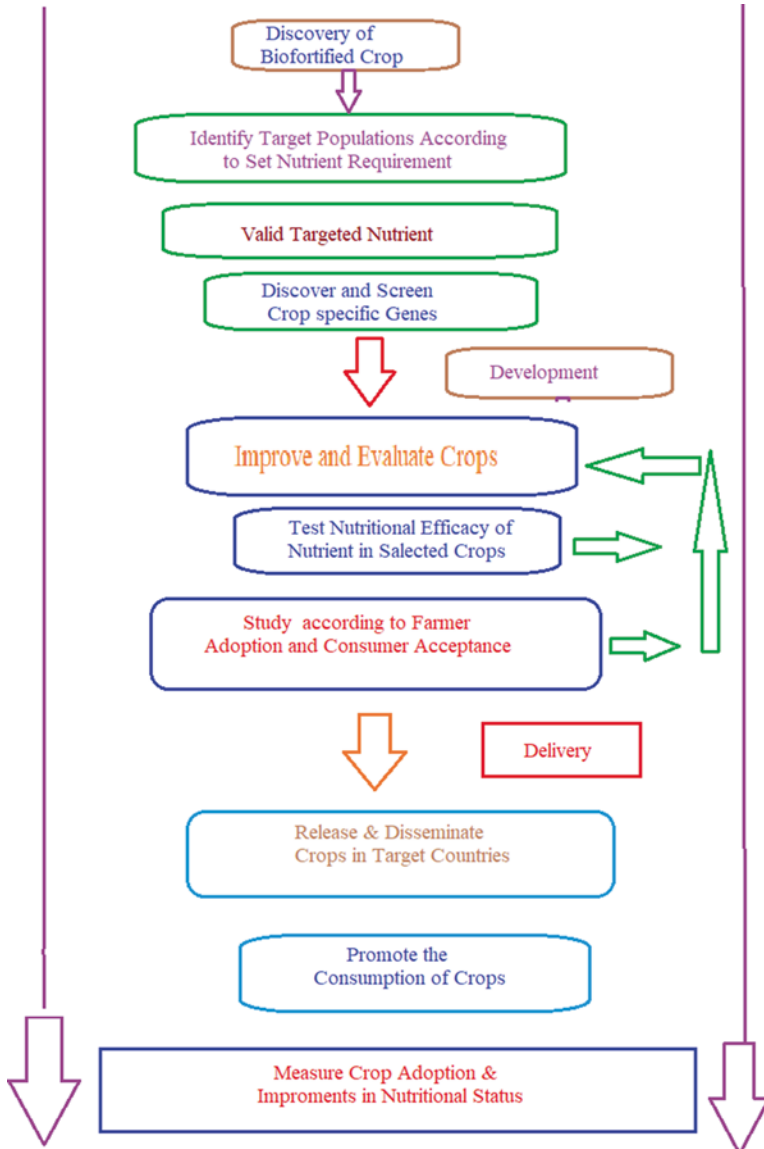 Discovery of
Biofortified Crop
Identify Target Populations According
to Set Nutrient Requirement
Valid Targeted Nutrient
Discover and Screen
Crop specific Genes
Development
Improve and Evaluate Crops
Test Nutritional Efficacy of
Nutrient in Salected Crops
Study according to Farmer
Adoption and Consumer Acceptance
Delivery
Release & Disseminate
Crops in Target Countries
Promote the
Consumption of Crops
Measure Crop Adoption &
Improments in Nutritional Status